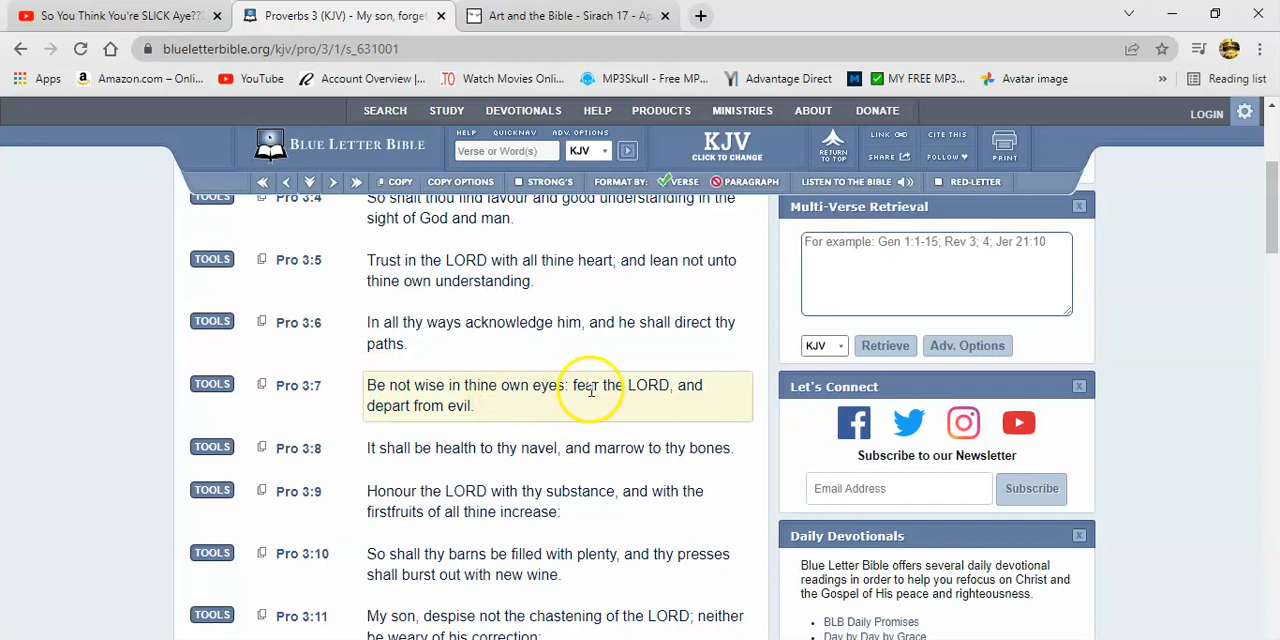 So You Think You're SLICK Aye??
Proverbs 3 (KJV) - My son, forget
Art and the Bible - Sirach 17 - Ap
blueletterbible.org/kjv/pro/3/1/s_631001
Apps
Amazon.com – Onli...
YouTube
Account Overview |...
Watch Movies Onli...
MP3Skull - Free MP...
Advantage Direct
MY FREE MP3...
Avatar image
»
Reading list
SEARCH STUDY DEVOTIONALS HELP PRODUCTS MINISTRIES ABOUT DONATE
LOGIN
BLUE LETTER BIBLE
HELP QUICKNAV ADV. OPTIONS
Verse or Word(s)
KJV
KJV
CLICK TO CHANGE
RETURN
TO TOP
LINK
SHARE
CITE THIS
FOLLOW
PRINT
COPY COPY OPTIONS STRONG'S FORMAT BY: VERSE PARAGRAPH LISTEN TO THE BIBLE RED-LETTER
TOOLS Pro 3:4 So shalt thou find favour and good understanding in the
sight of God and man.
TOOLS Pro 3:5 Trust in the LORD with all thine heart; and lean not unto
thine own understanding.
TOOLS Pro 3:6 In all thy ways acknowledge him, and he shall direct thy
paths.
TOOLS Pro 3:7 Be not wise in thine own eyes: fear the LORD, and
depart from evil.
TOOLS Pro 3:8 It shall be health to thy navel, and marrow to thy bones.
TOOLS Pro 3:9 Honour the LORD with thy substance, and with the
firstfruits of all thine increase:
TOOLS Pro 3:10 So shall thy barns be filled with plenty, and thy presses
shall burst out with new wine.
TOOLS Pro 3:11 My son, despise not the chastening of the LORD; neither
be weary of his correction:
Multi-Verse Retrieval
For example: Gen 1:1-15; Rev 3; 4; Jer 21:10
KJV Retrieve Adv. Options
Let's Connect
Subscribe to our Newsletter
Email Address Subscribe
Daily Devotionals
Blue Letter Bible offers several daily devotional
readings in order to help you refocus on Christ and
the Gospel of His peace and righteousness.
BLB Daily Promises
Day by Day by Grace